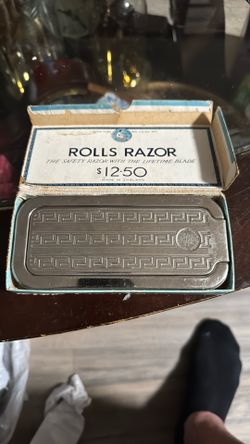 ROLLS RAZOR
THE SAFETY RAZOR WITH THE LIFETIME BLADE
$12.50
MADE IN ENGLAND